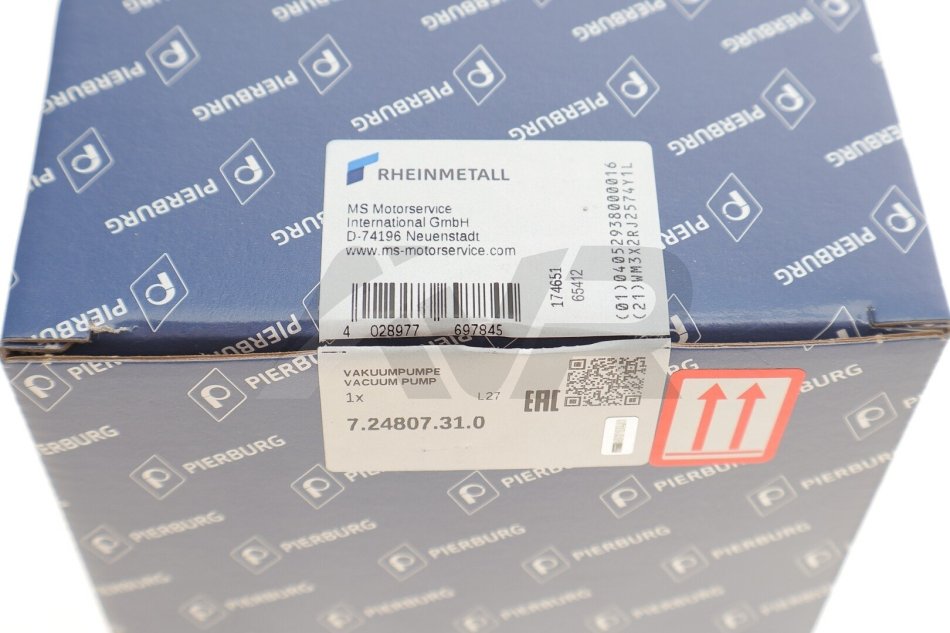 PIERBURG
RHEINMETALL
MS Motorservice
International GmbH
D-74196 Neuenstadt
www.ms-motorservice.com
174651
65412
(01)04052938000016
(21)WM3X2RJ2574Y1L
4 028977 697845
VAKUUMPUMPE
VACUUM PUMP
1x
L27
EAC
7.24807.31.0